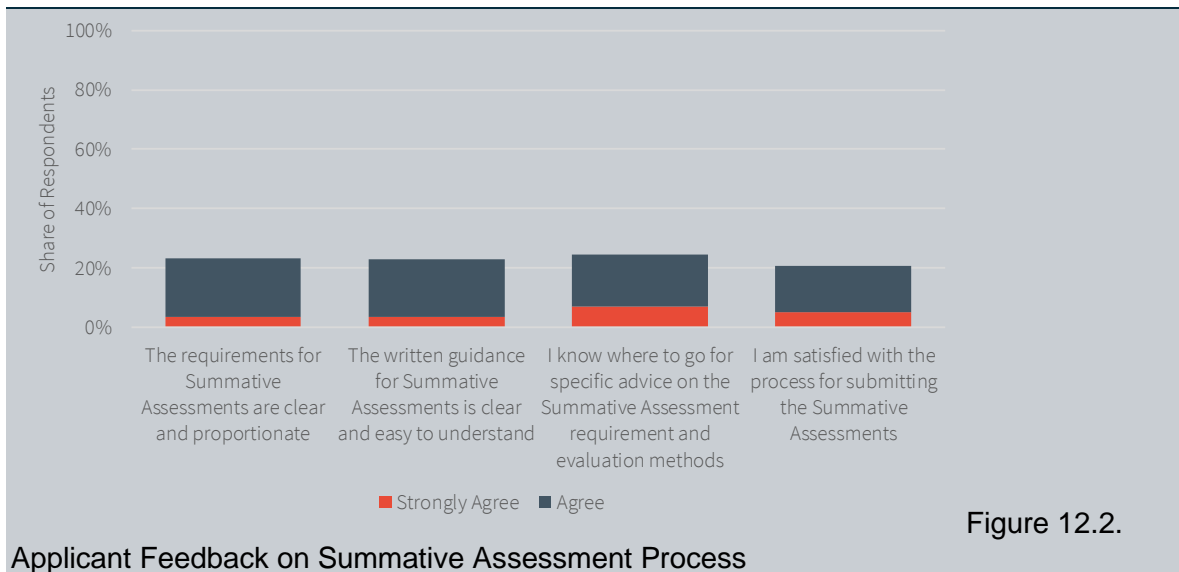 100%
80%
60%
40%
20%
0%
Share of Respondents
The requirements for
Summative
Assessments are clear
and proportionate
The written guidance
for Summative
Assessments is clear
and easy to understand
I know where to go for
specific advice on the
Summative Assessment
requirement and
evaluation methods
I am satisfied with the
process for submitting
the Summative
Assessments
Strongly Agree Agree
Figure 12.2.
Applicant Feedback on Summative Assessment Process